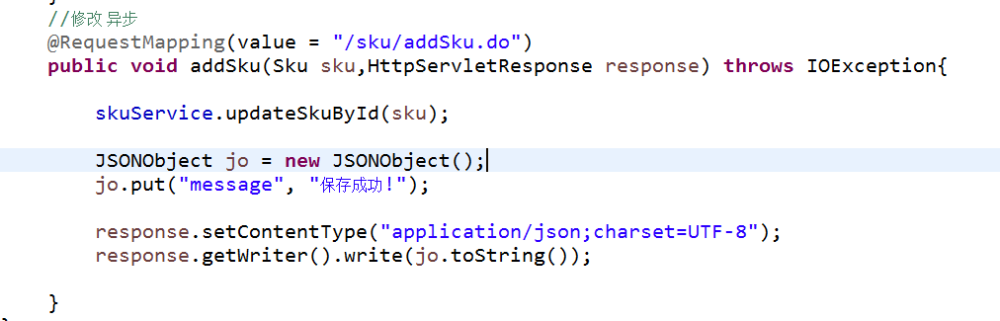 }
//修改 异步
@RequestMapping(value = "/sku/addSku.do")
public void addSku(Sku sku,HttpServletResponse response) throws IOException{
skuService.updateSkuById(sku);
JSONObject jo = new JSONObject();
jo.put("message", "保存成功!");
response.setContentType("application/json;charset=UTF-8");
response.getWriter().write(jo.toString());
}
}